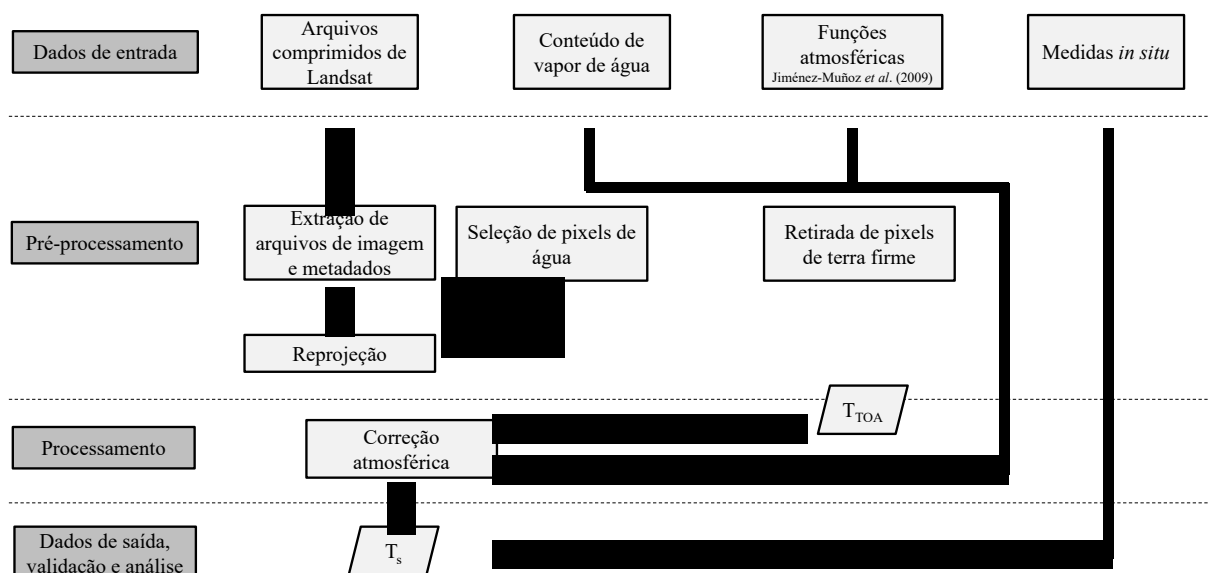 Dados de entrada
Arquivos
comprimidos de
Landsat
Conteúdo de
vapor de água
Funções
atmosféricas
Jiménez-Muñoz et al. (2009)
Medidas in situ
Pré-processamento
Extração de
arquivos de imagem
e metadados
Seleção de pixels de
água
Retirada de pixels
de terra firme
Reprojeção
T_TOA
Processamento
Correção
atmosférica
Dados de saída,
validação e análise
T_s